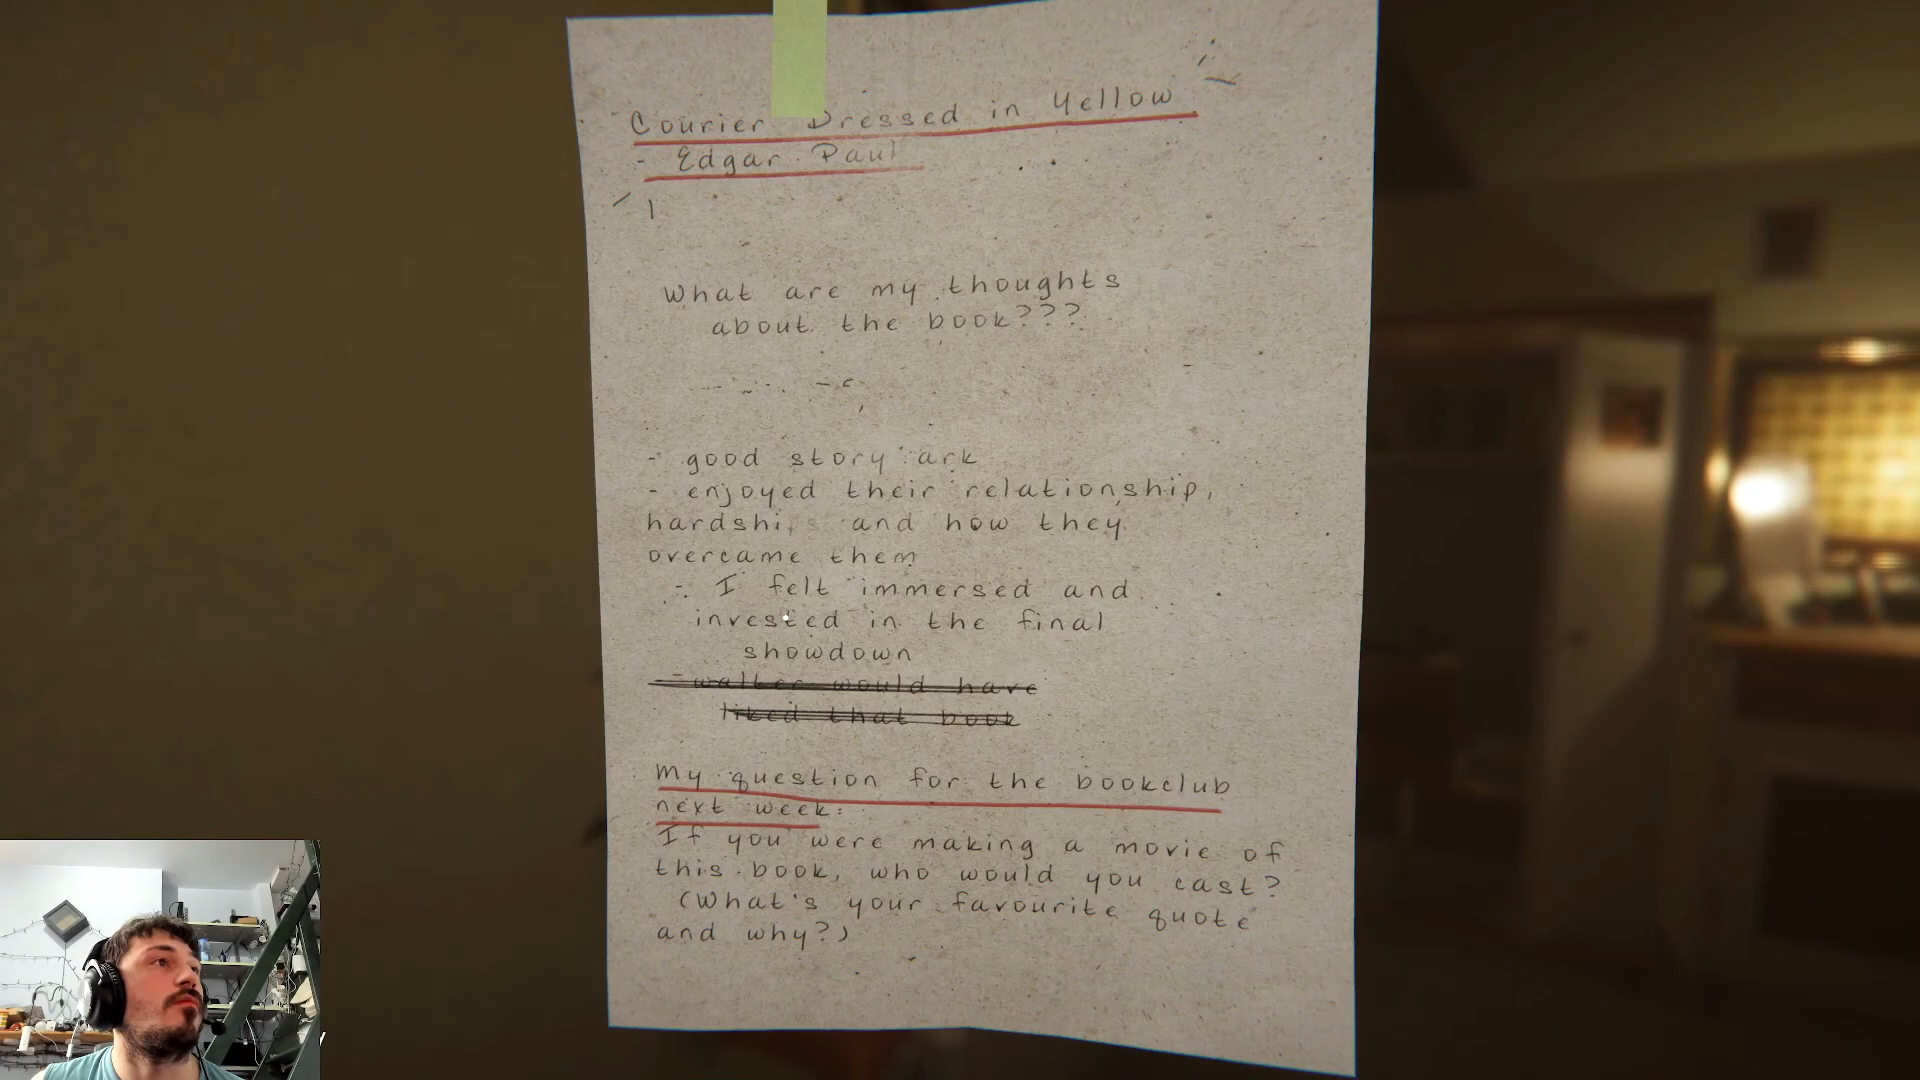 Courier Dressed in Yellow
- Edgar Paul
What are my thoughts
about the book???
- good story ark
- enjoyed their relationship,
hardships and how they
overcame them
- I felt immersed and
invested in the final
showdown
- walter would have
liked that book
My question for the bookclub
next week:
If you were making a movie of
this book, who would you cast?
(What's your favourite quote
and why?)